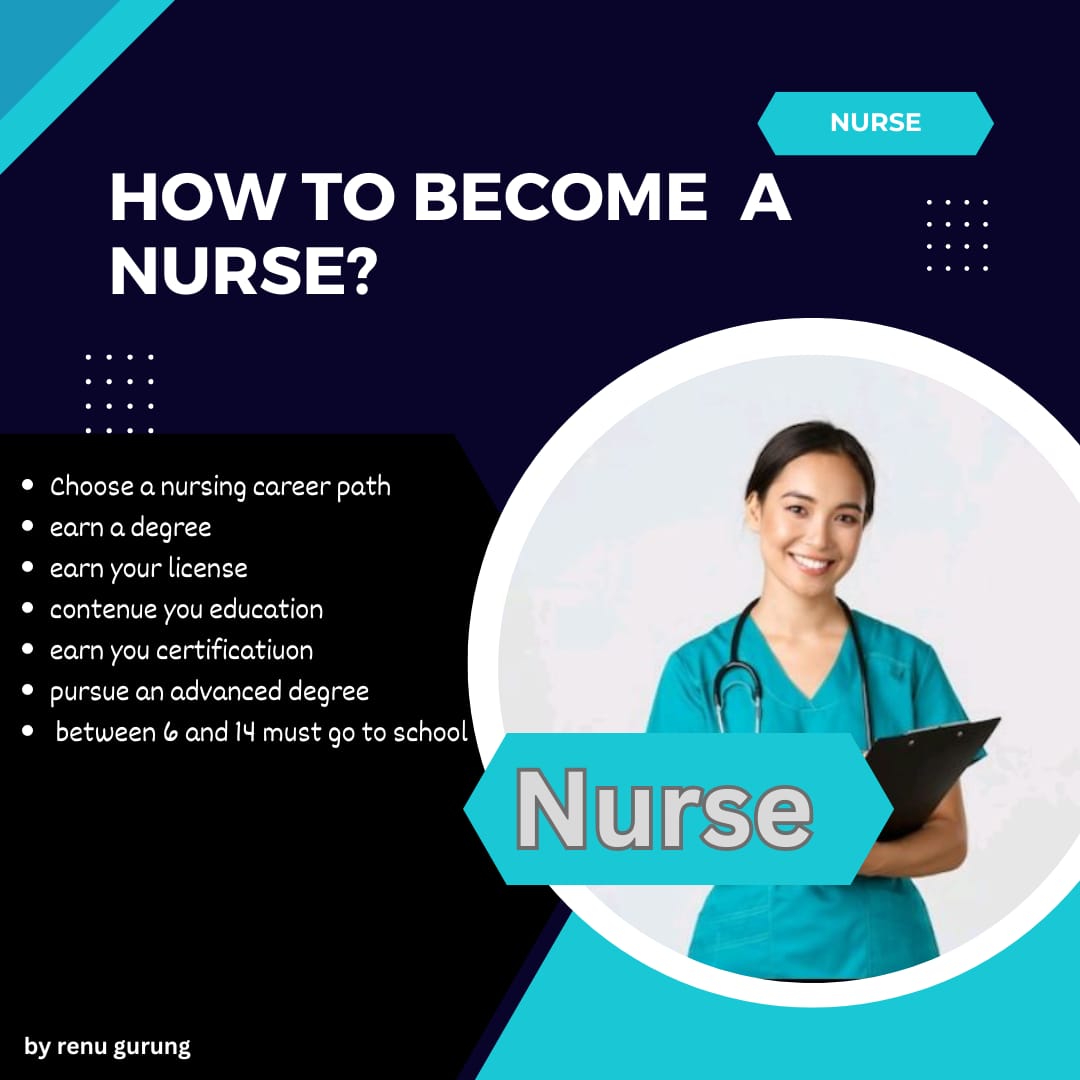 NURSE
HOW TO BECOME A
NURSE?
• Choose a nursing career path
• earn a degree
• earn your license
• contenue you education
• earn you certificatiuon
• pursue an advanced degree
• between 6 and 14 must go to school
Nurse
by renu gurung